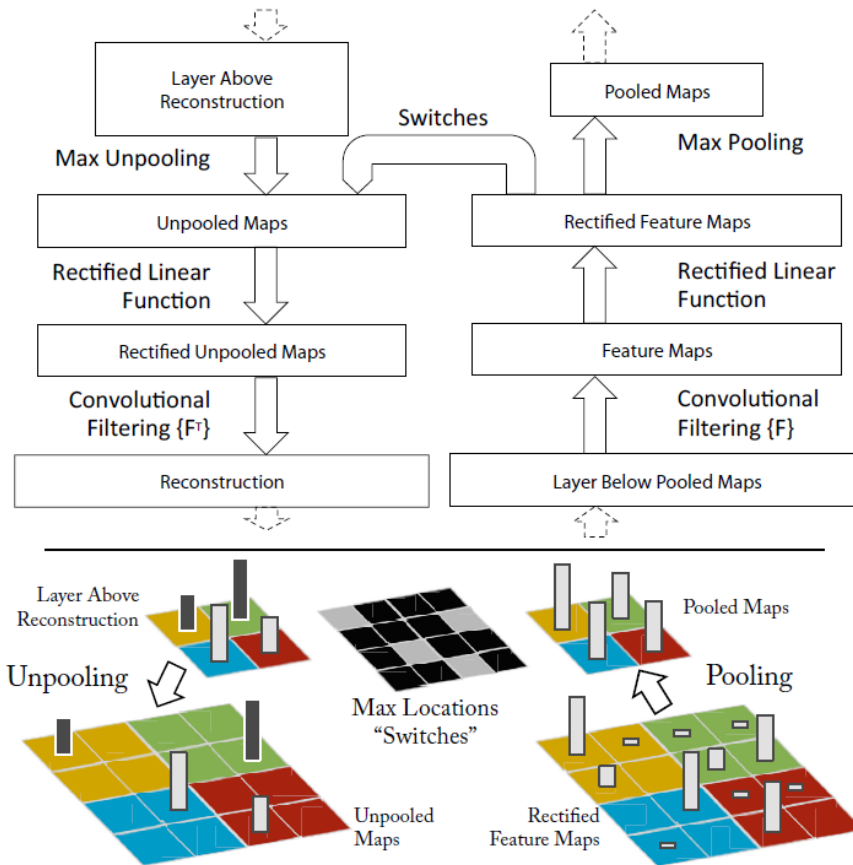 Layer Above
Reconstruction
Pooled Maps
Switches
Max Unpooling
Max Pooling
Unpooled Maps
Rectified Feature Maps
Rectified Linear
Function
Rectified Linear
Function
Rectified Unpooled Maps
Feature Maps
Convolutional
Filtering {Fᵀ}
Convolutional
Filtering {F}
Reconstruction
Layer Below Pooled Maps
Layer Above
Reconstruction
Pooled Maps
Unpooling
Pooling
Max Locations
“Switches”
Unpooled
Maps
Rectified
Feature Maps